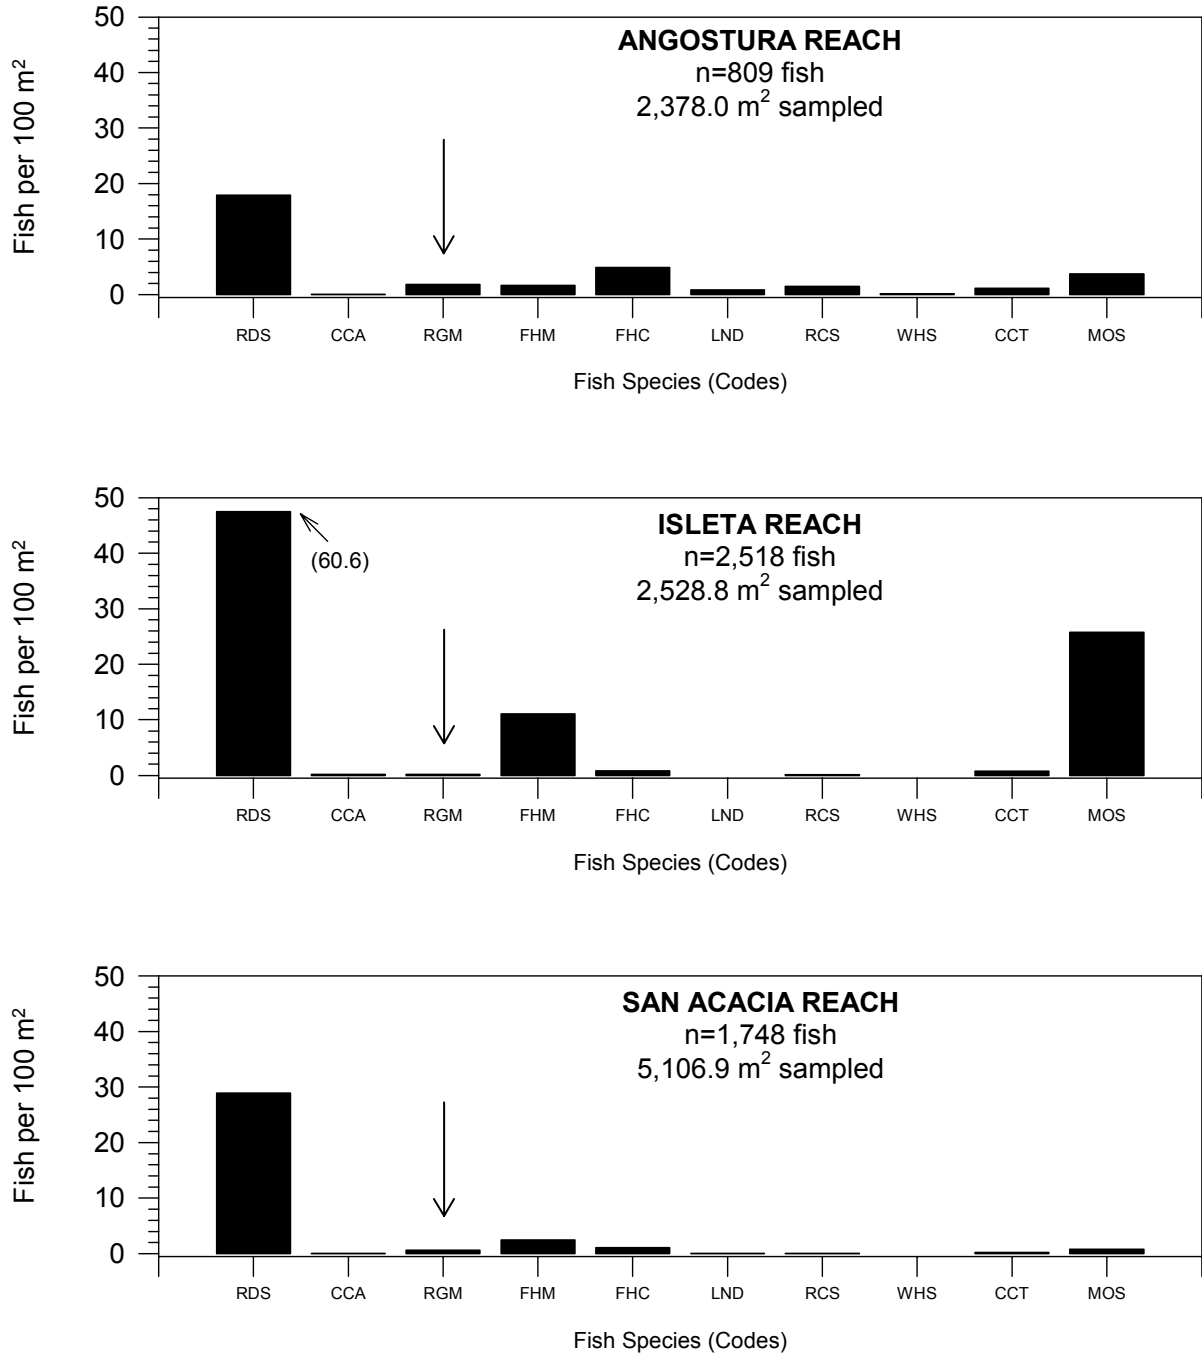 ANGOSTURA REACH
n=809 fish
2,378.0 m² sampled
Fish per 100 m²
50
40
30
20
10
0
RDS CCA RGM FHM FHC LND RCS WHS CCT MOS
Fish Species (Codes)
ISLETA REACH
n=2,518 fish
2,528.8 m² sampled
(60.6)
Fish per 100 m²
50
40
30
20
10
0
RDS CCA RGM FHM FHC LND RCS WHS CCT MOS
Fish Species (Codes)
SAN ACACIA REACH
n=1,748 fish
5,106.9 m² sampled
Fish per 100 m²
50
40
30
20
10
0
RDS CCA RGM FHM FHC LND RCS WHS CCT MOS
Fish Species (Codes)